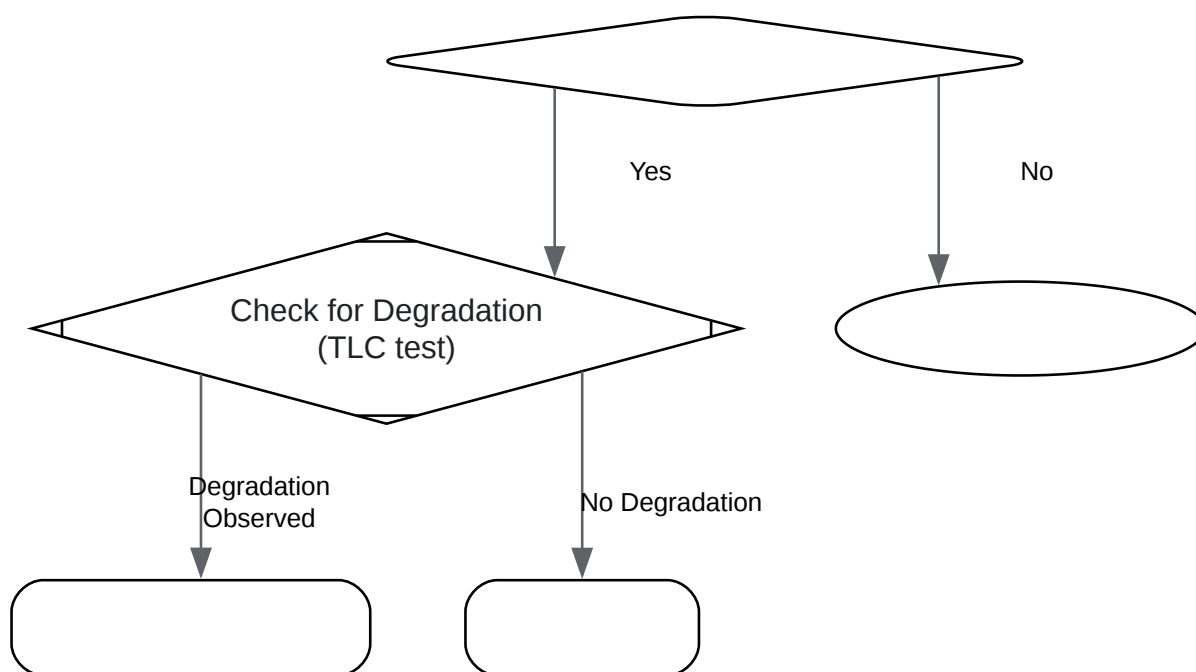 Yes
No
Check for Degradation
(TLC test)
Degradation
Observed
No Degradation